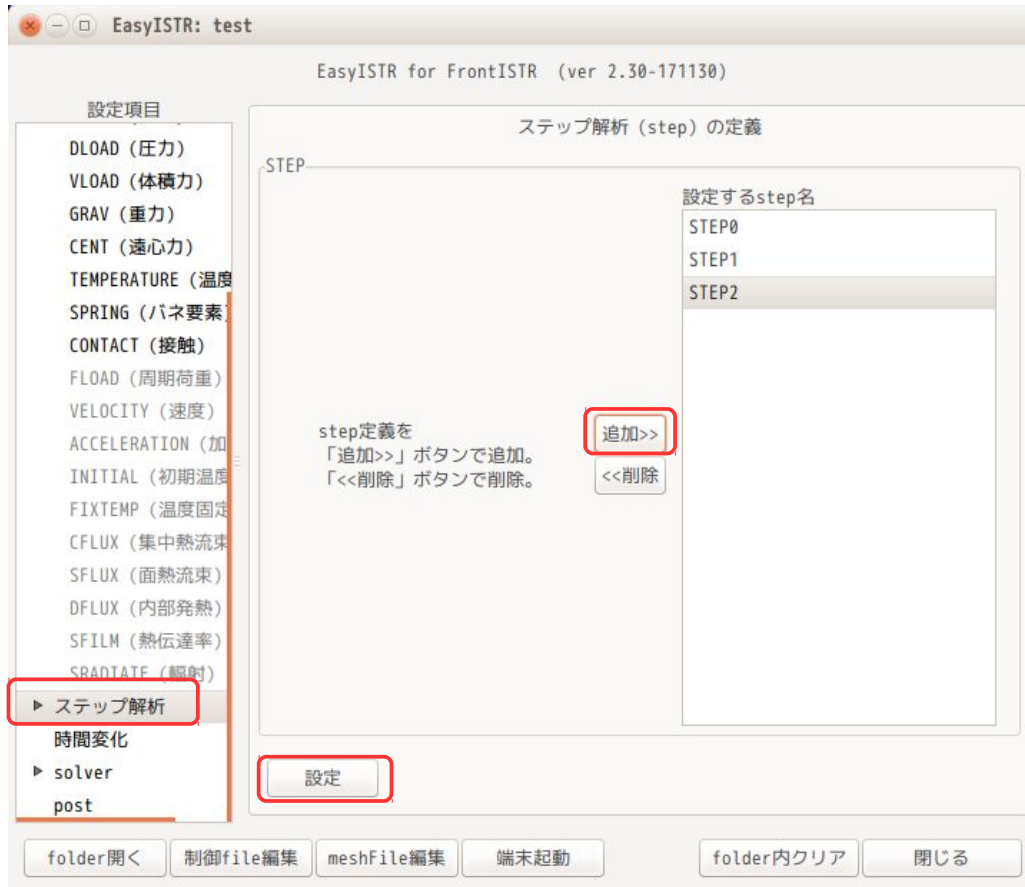 EasyISTR: test
EasyISTR for FrontISTR (ver 2.30-171130)
設定項目
DLOAD (圧力)
VLOAD (体積力)
GRAV (重力)
CENT (遠心力)
TEMPERATURE (温度
SPRING (バネ要素)
CONTACT (接触)
FLOAD (周期荷重)
VELOCITY (速度)
ACCELERATION (加
INITIAL (初期温度
FIXTEMP (温度固定
CFLUX (集中熱流束
SFLUX (面熱流束)
DFLUX (内部発熱)
SFILM (熱伝達率)
SRADIATE (輻射)
ステップ解析
時間変化
solver
post
ステップ解析 (step) の定義
STEP
設定するstep名
STEP0
STEP1
STEP2
step定義を
「追加>>」ボタンで追加。
「<<削除」ボタンで削除。
追加>>
<<削除
設定
folder開く
制御file編集
meshFile編集
端末起動
folder内クリア
閉じる